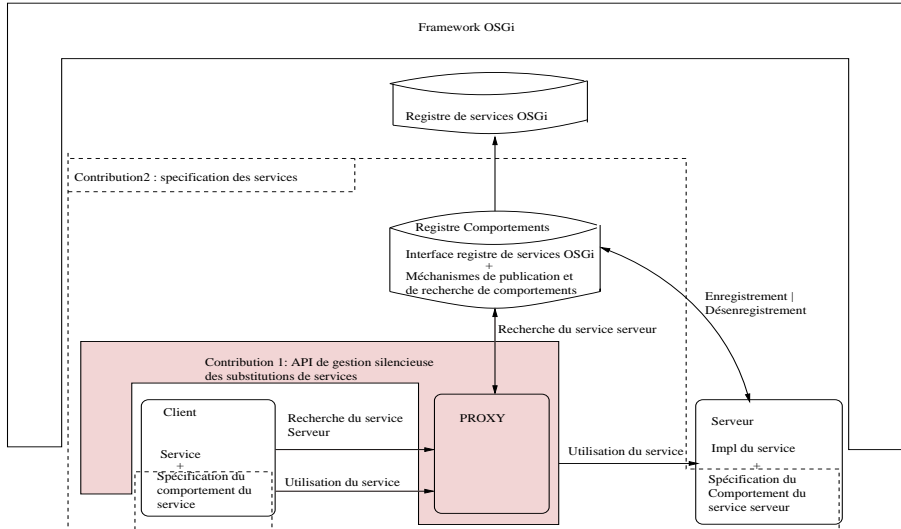 Framework OSGi
Registre de services OSGi
Contribution2 : specification des services
Registre Comportements
Interface registre de services OSGi
+
Méchanismes de publication et
de recherche de comportements
Enregistrement |
Désenregistrement
Recherche du service serveur
Contribution 1: API de gestion silencieuse
des substitutions de services
Client
Service
+
Spécification du
comportement du
service
Recherche du service
Serveur
Utilisation du service
PROXY
Utilisation du service
Serveur
Impl du service
+
Spécification du
Comportement du
service serveur